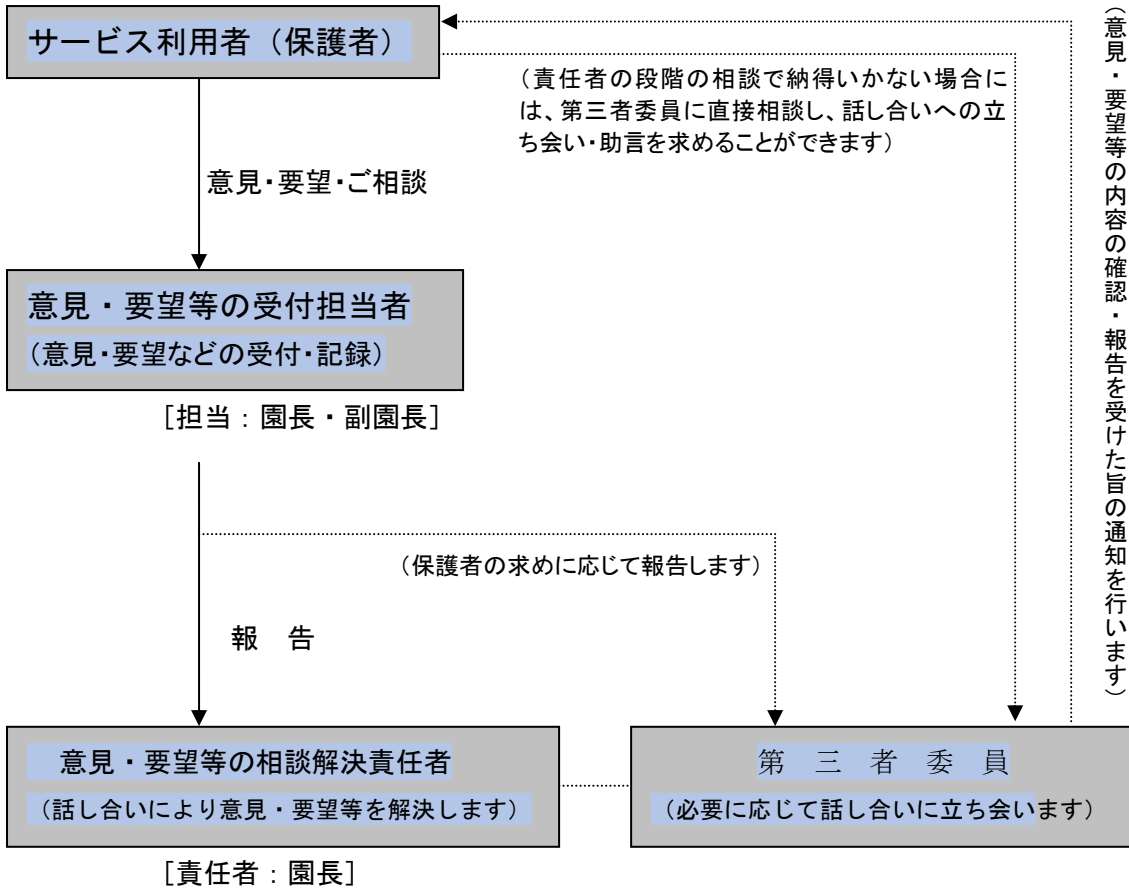 サービス利用者（保護者）
（責任者の段階の相談で納得いかない場合に
は、第三者委員に直接相談し、話し合いへの立
ち会い・助言を求めることができます）
（意見・要望等の内容の確認・報告を受けた旨の通知を行います）
意見・要望・ご相談
意見・要望等の受付担当者
（意見・要望などの受付・記録）
［担当：園長・副園長］
（保護者の求めに応じて報告します）
報　告
意見・要望等の相談解決責任者
（話し合いにより意見・要望等を解決します）
［責任者：園長］
第　三　者　委　員
（必要に応じて話し合いに立ち会います）